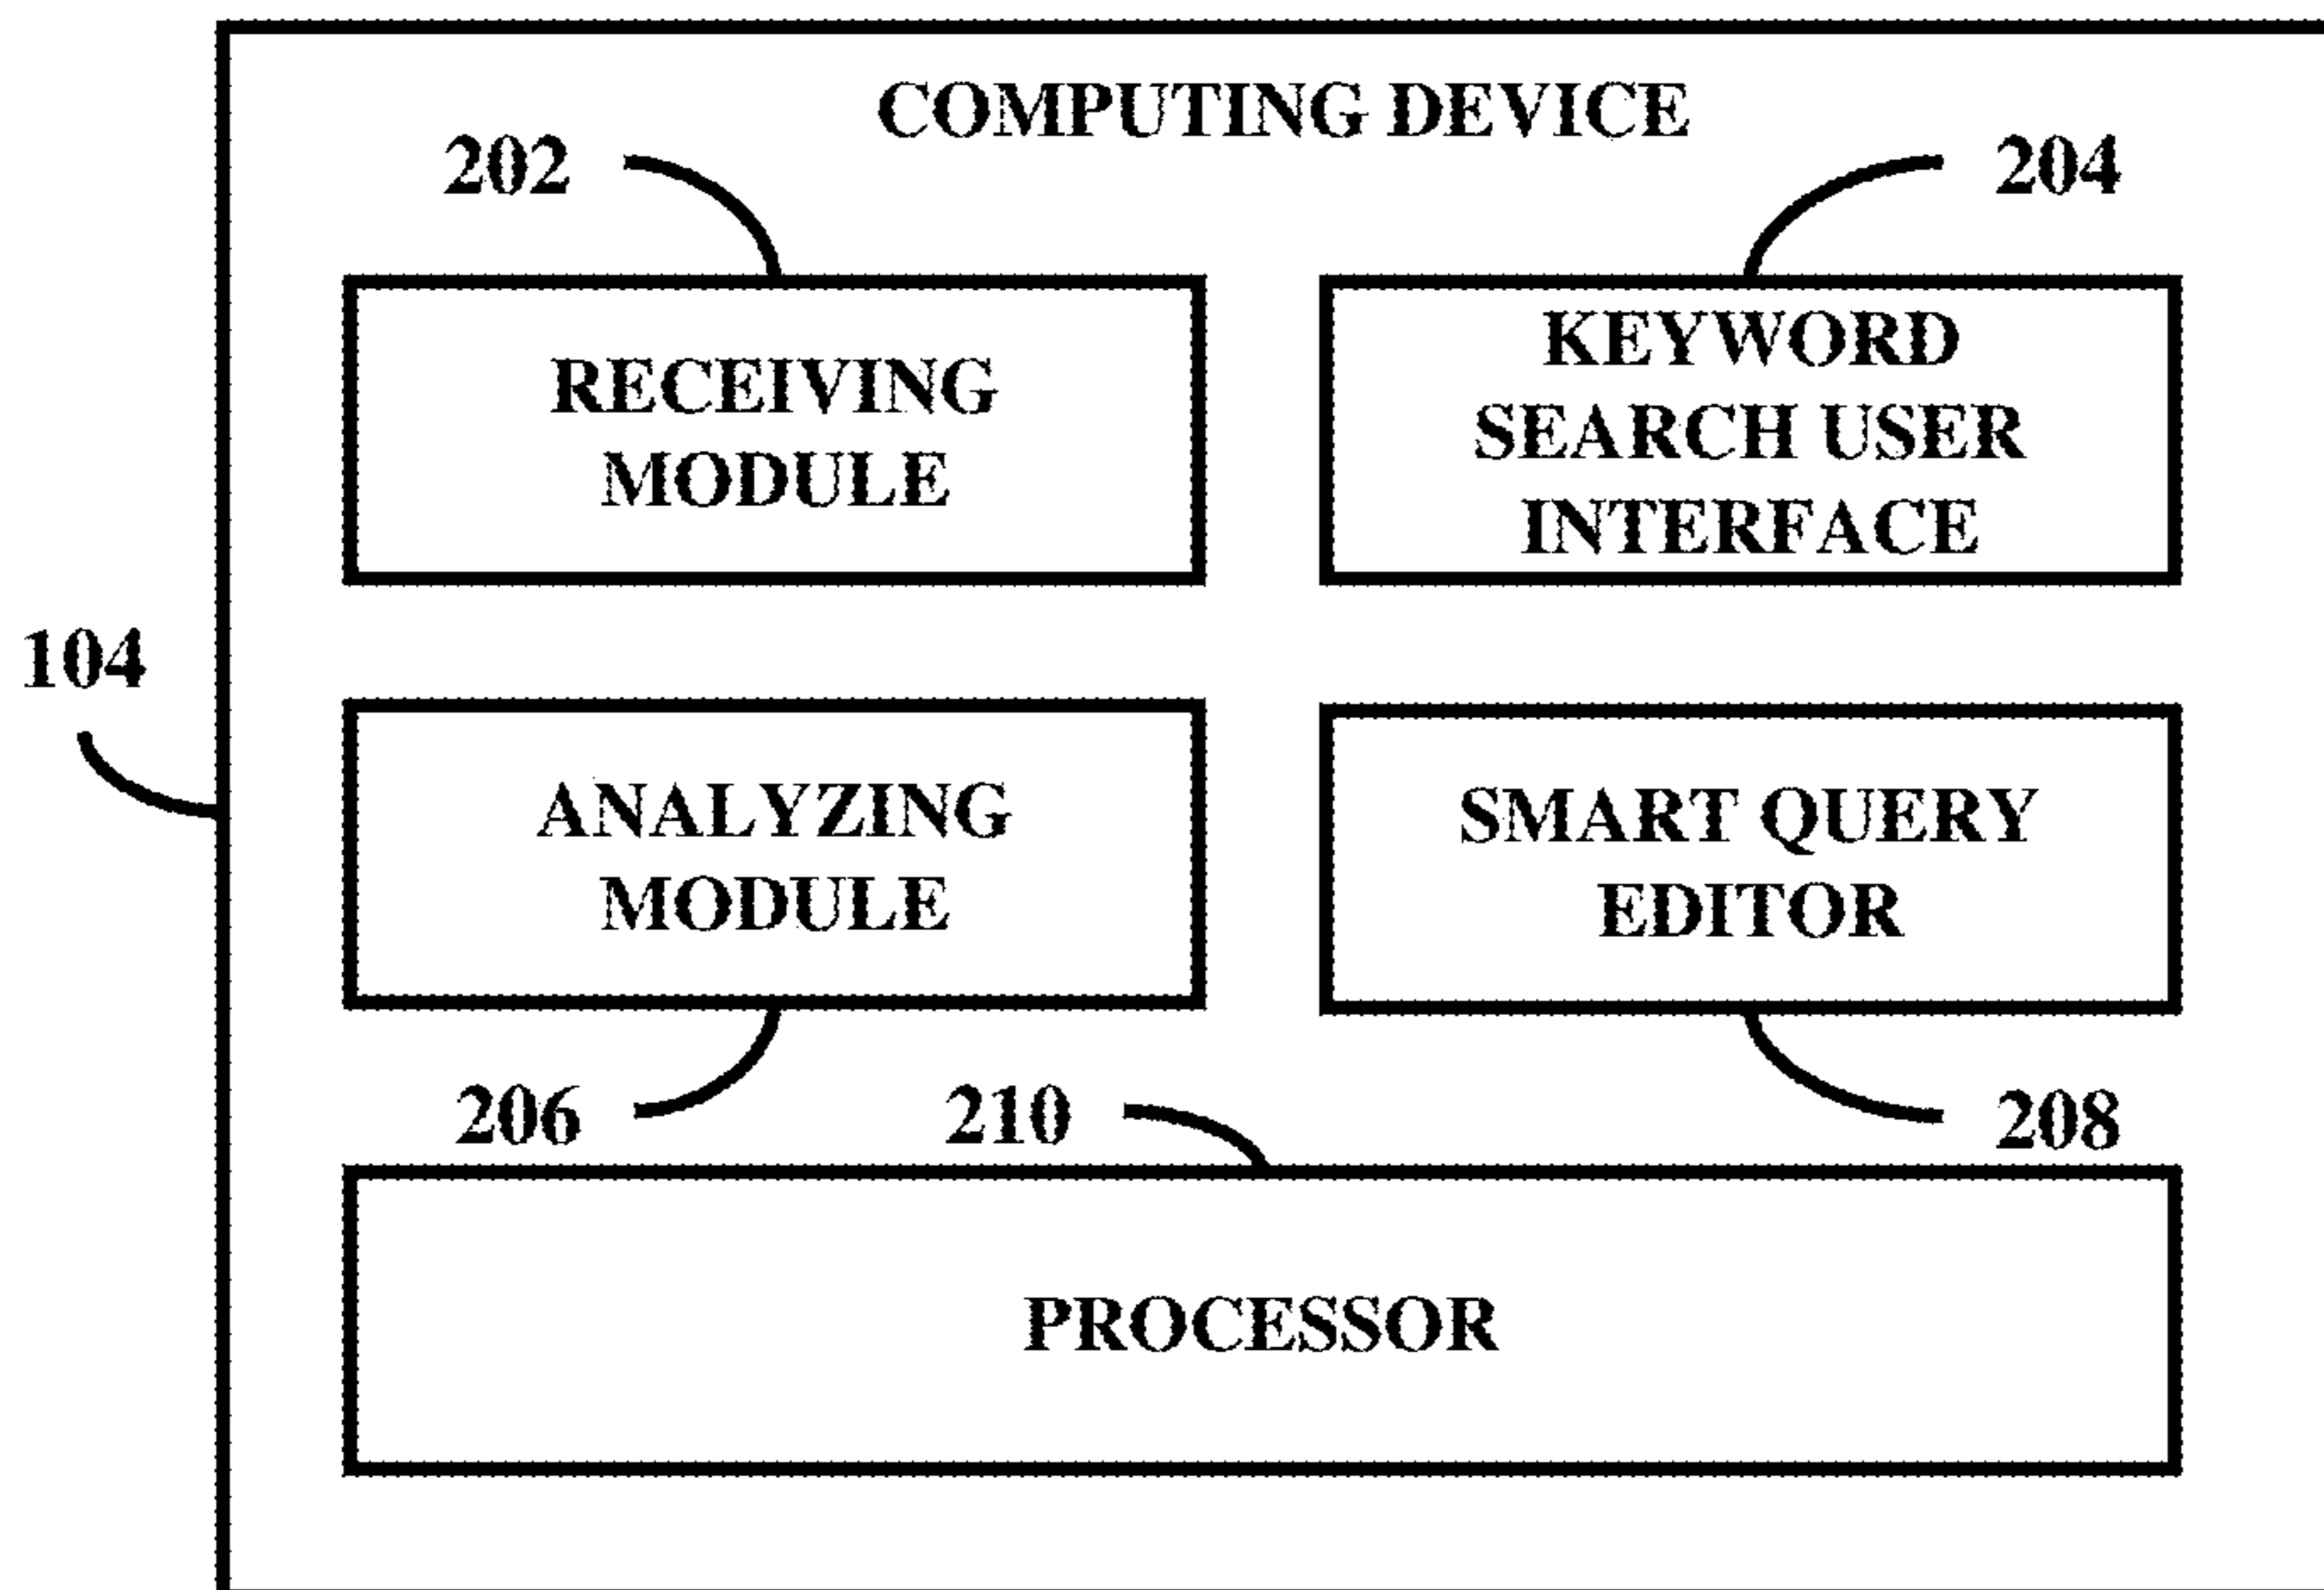 COMPUTING DEVICE
202
204
RECEIVING
MODULE
KEYWORD
SEARCH USER
INTERFACE
104
ANALYZING
MODULE
SMART QUERY
EDITOR
206
210
208
PROCESSOR